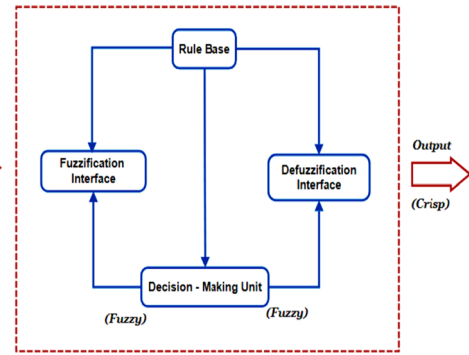 Rule Base
Fuzzification
Interface
Defuzzification
Interface
Output
(Crisp)
Decision - Making Unit
(Fuzzy)
(Fuzzy)